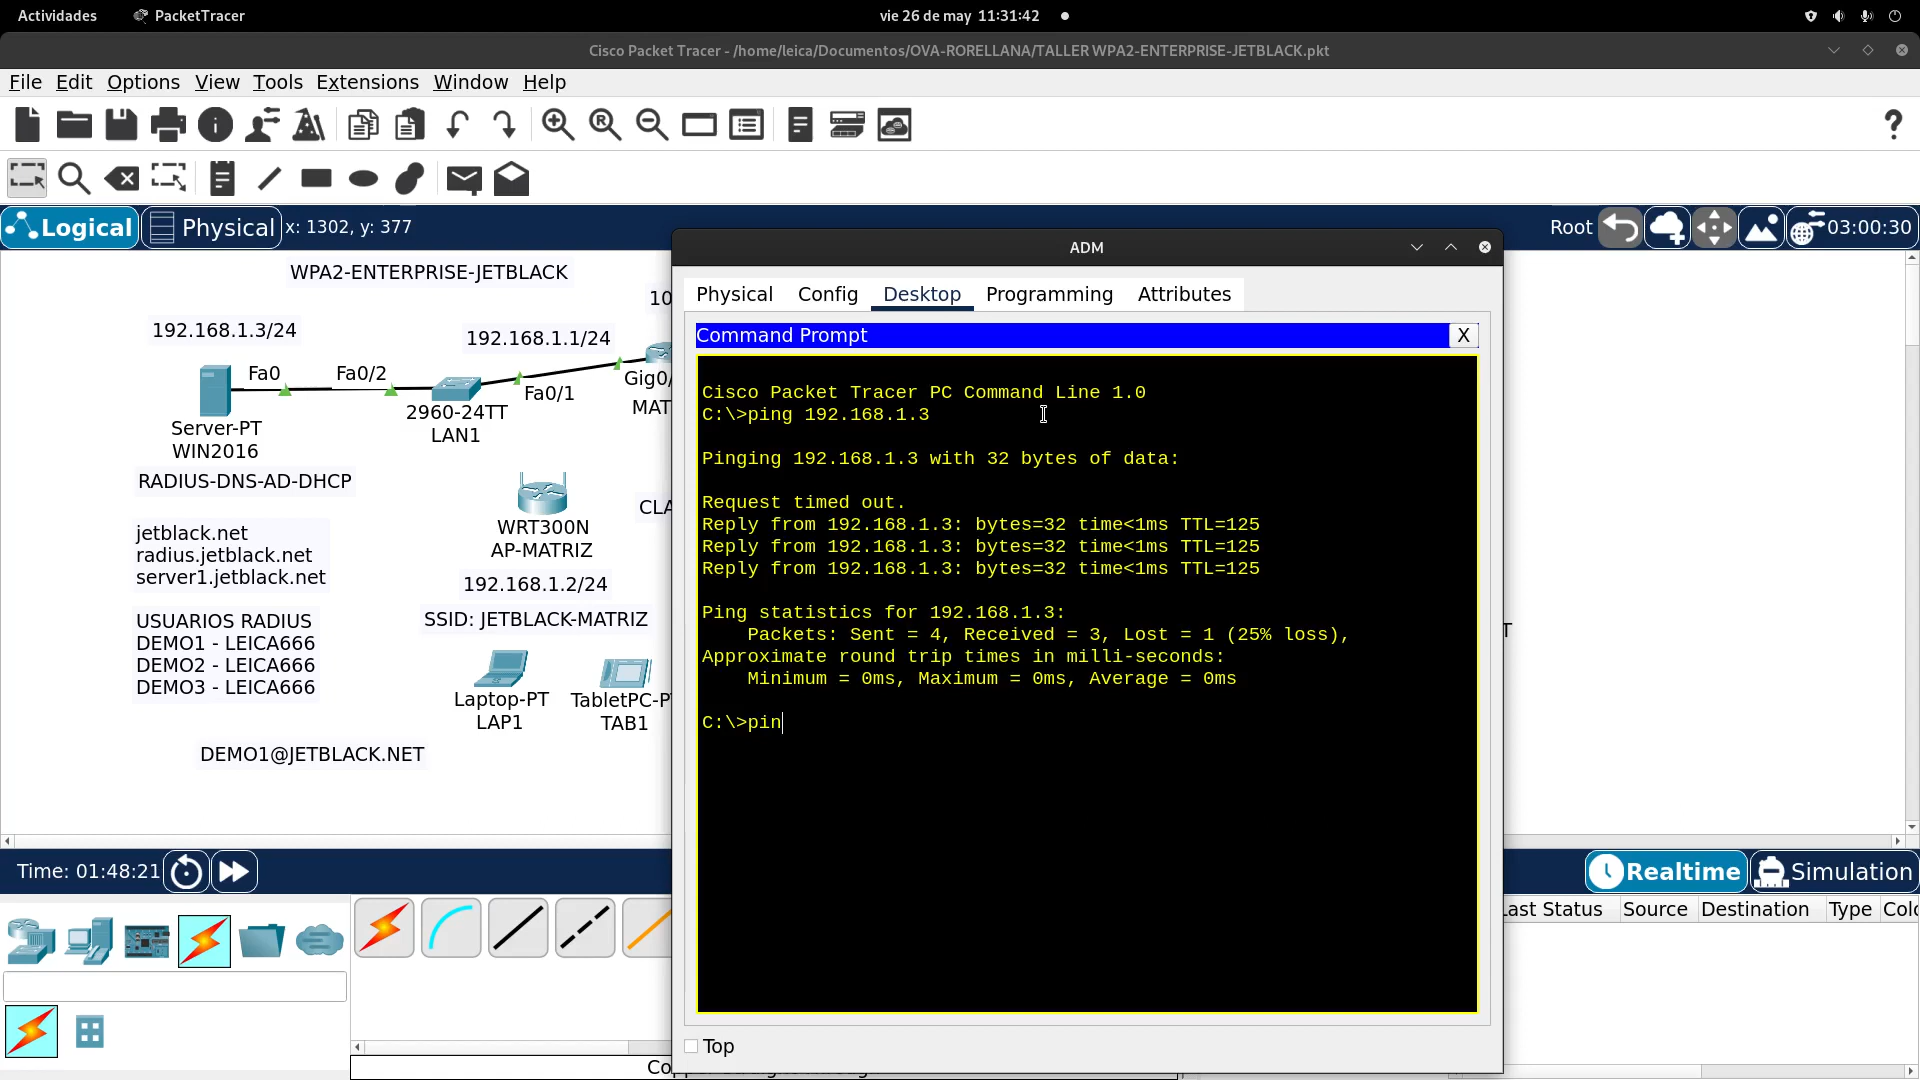 Actividades
PacketTracer
vie 26 de may 11:31:42
Cisco Packet Tracer - /home/leica/Documentos/OVA-RORELLANA/TALLER WPA2-ENTERPRISE-JETBLACK.pkt
File Edit Options View Tools Extensions Window Help
Logical
Physical
x: 1302, y: 377
Root
03:00:30
WPA2-ENTERPRISE-JETBLACK
10
192.168.1.3/24
192.168.1.1/24
Fa0
Fa0/2
Fa0/1
Gig0/
MAT
2960-24TT
LAN1
Server-PT
WIN2016
RADIUS-DNS-AD-DHCP
CLA
WRT300N
AP-MATRIZ
jetblack.net
radius.jetblack.net
server1.jetblack.net
192.168.1.2/24
USUARIOS RADIUS
DEMO1 - LEICA666
DEMO2 - LEICA666
DEMO3 - LEICA666
SSID: JETBLACK-MATRIZ
Laptop-PT
LAP1
TabletPC-P
TAB1
DEMO1@JETBLACK.NET
ADM
Physical Config Desktop Programming Attributes
Command Prompt
X
Cisco Packet Tracer PC Command Line 1.0
C:\>ping 192.168.1.3
Pinging 192.168.1.3 with 32 bytes of data:
Request timed out.
Reply from 192.168.1.3: bytes=32 time<1ms TTL=125
Reply from 192.168.1.3: bytes=32 time<1ms TTL=125
Reply from 192.168.1.3: bytes=32 time<1ms TTL=125
Ping statistics for 192.168.1.3:
Packets: Sent = 4, Received = 3, Lost = 1 (25% loss),
Approximate round trip times in milli-seconds:
Minimum = 0ms, Maximum = 0ms, Average = 0ms
C:\>pin
Top
T
Time: 01:48:21
Realtime
Simulation
Last Status Source Destination Type Colo